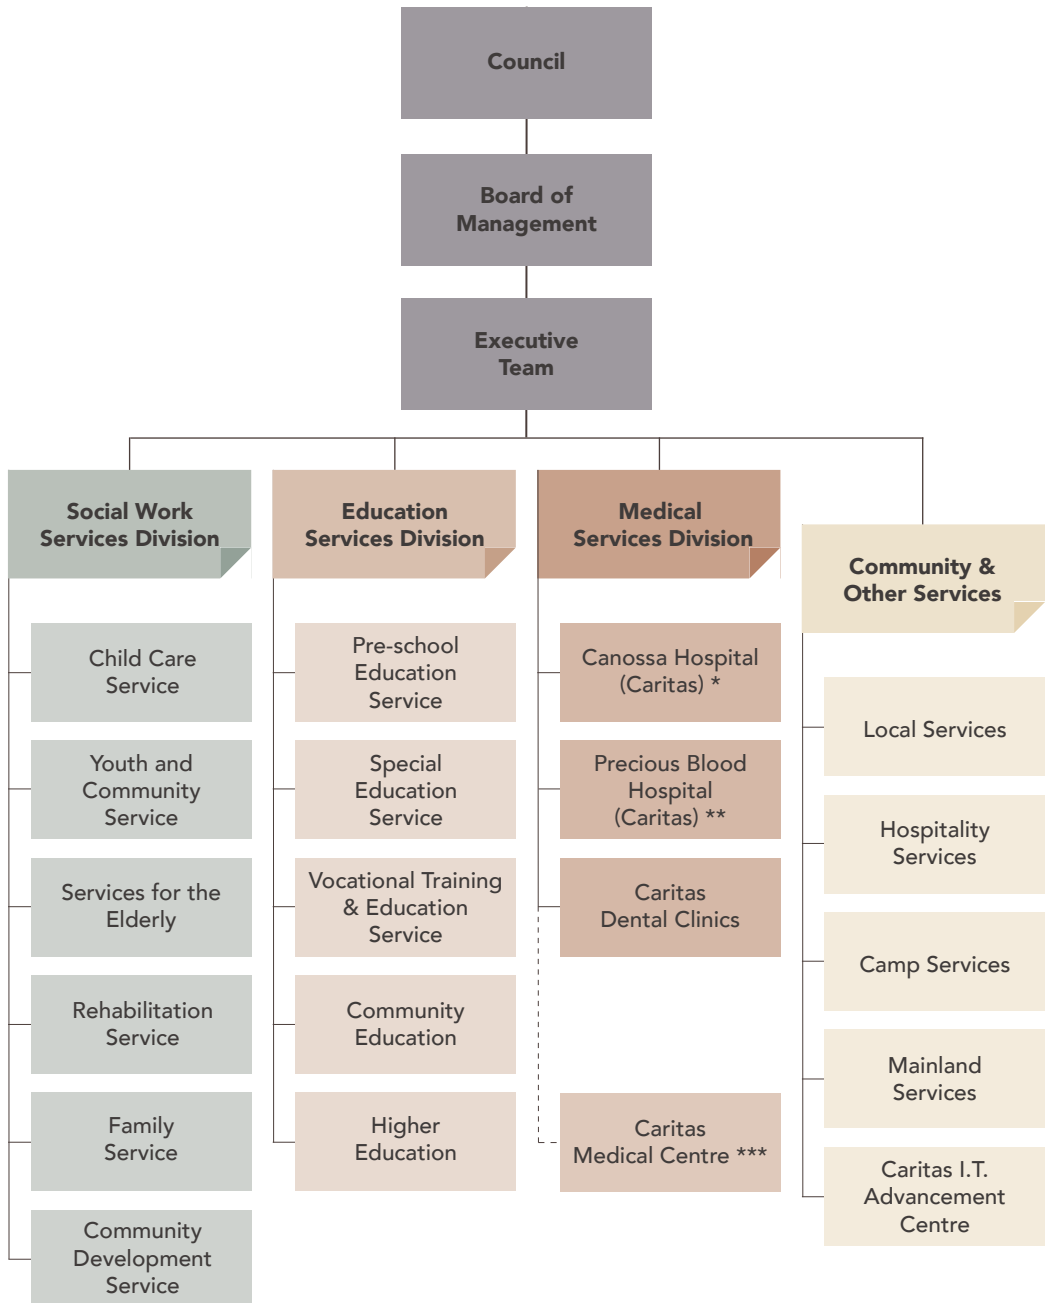 Council
Board of
Management
Executive
Team
Social Work
Services Division
Child Care
Service
Youth and
Community
Service
Services for the
Elderly
Rehabilitation
Service
Family
Service
Community
Development
Service
Education
Services Division
Pre-school
Education
Service
Special
Education
Service
Vocational Training
& Education
Service
Community
Education
Higher
Education
Medical
Services Division
Canossa Hospital
(Caritas) *
Precious Blood
Hospital
(Caritas) **
Caritas
Dental Clinics
Caritas
Medical Centre ***
Community &
Other Services
Local Services
Hospitality
Services
Camp Services
Mainland
Services
Caritas I.T.
Advancement
Centre